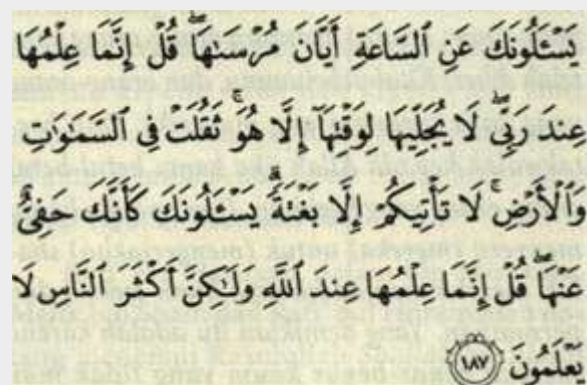 يَسْـَٔلُونَكَ عَنِ ٱلسَّاعَةِ أَيَّانَ مُرْسَىٰهَا ۖ قُلْ إِنَّمَا عِلْمُهَا
عِندَ رَبِّى ۖ لَا يُجَلِّيهَا لِوَقْتِهَآ إِلَّا هُوَ ۚ ثَقُلَتْ فِى ٱلسَّمَٰوَٰتِ
وَٱلْأَرْضِ ۚ لَا تَأْتِيكُمْ إِلَّا بَغْتَةً ۗ يَسْـَٔلُونَكَ كَأَنَّكَ حَفِىٌّ
عَنْهَا ۖ قُلْ إِنَّمَا عِلْمُهَا عِندَ ٱللَّهِ وَلَٰكِنَّ أَكْثَرَ ٱلنَّاسِ لَا
يَعْلَمُونَ ١٨٧